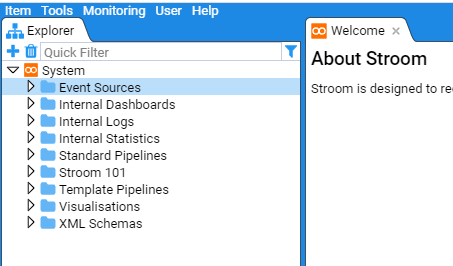 Item Tools Monitoring User Help
Explorer
Quick Filter
System
Event Sources
Internal Dashboards
Internal Logs
Internal Statistics
Standard Pipelines
Stroom 101
Template Pipelines
Visualisations
XML Schemas
Welcome
About Stroom
Stroom is designed to re